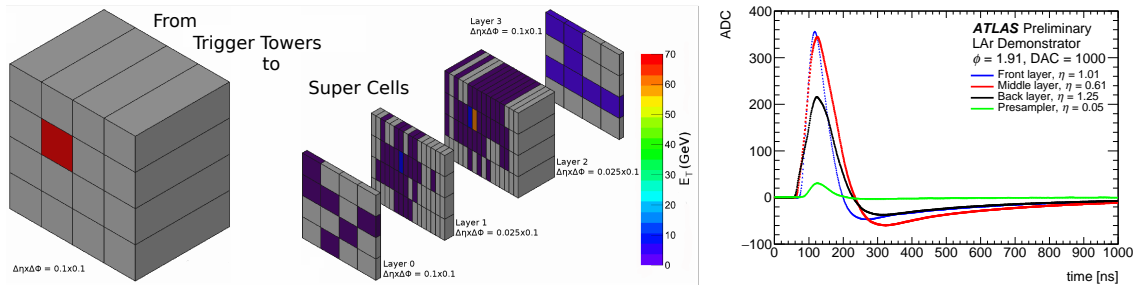 From
Trigger Towers
to
Super Cells
ΔηxΔΦ = 0.1x0.1
Layer 0
ΔηxΔΦ = 0.1x0.1
Layer 1
ΔηxΔΦ = 0.025x0.1
Layer 2
ΔηxΔΦ = 0.025x0.1
Layer 3
ΔηxΔΦ = 0.1x0.1
70
60
50
40
30
20
10
0
E_T (GeV)
ADC
400
300
200
100
0
−100
0 100 200 300 400 500 600 700 800 900 1000
time [ns]
ATLAS Preliminary
LAr Demonstrator
ϕ = 1.91, DAC = 1000
Front layer, η = 1.01
Middle layer, η = 0.61
Back layer, η = 1.25
Presampler, η = 0.05